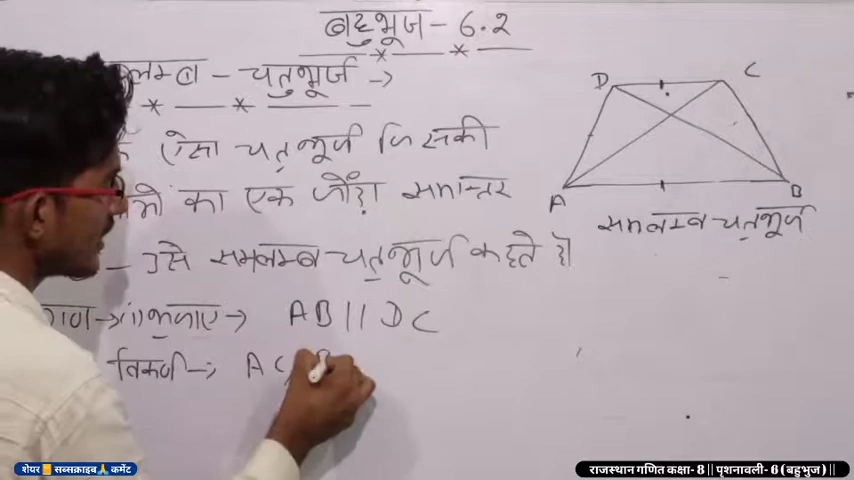 बहुभुज - 6.2
चतुर्भुज →
D C
ऐसा चतुर्भुज जिसकी
का एक जोड़ा समान्तर
A B
समलम्ब चतुर्भुज
उसे समलम्ब चतुर्भुज कहते है
भुजाए → AB || DC
विकर्ण → AC,
शेयर सब्सक्राइब कमेंट
राजस्थान गणित कक्षा- 8 || प्रश्नावली- 6 (बहुभुज) ||